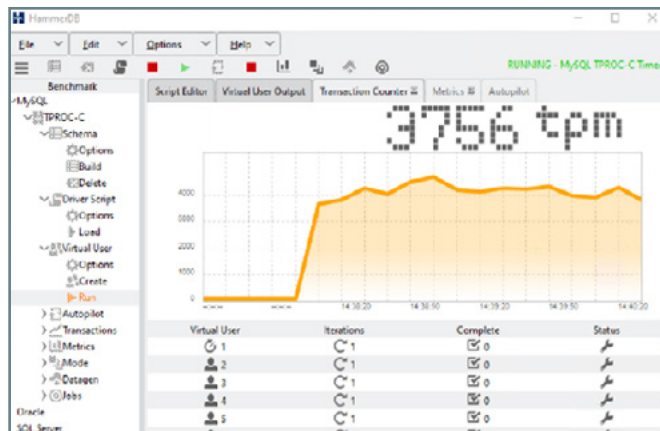 HammerDB
File Edit Options Help
RUNNING - MySQL TPROC-C Timed
Benchmark
Script Editor Virtual User Output Transaction Counter Metrics Autopilot
MySQL
TPROC-C
3756 tpm
Schema
Options
Build
Delete
Driver Script
Options
Load
Virtual User
Options
Create
Run
Autopilot
Transactions
Metrics
Mode
Datagen
Jobs
Oracle
SQL Server
4000
3000
2000
1000
0
14:38:20 14:38:50 14:39:20 14:39:50 14:40:20
Virtual User Iterations Complete Status
1 1 0
2 1 0
3 1 0
4 1 0
5 1 0